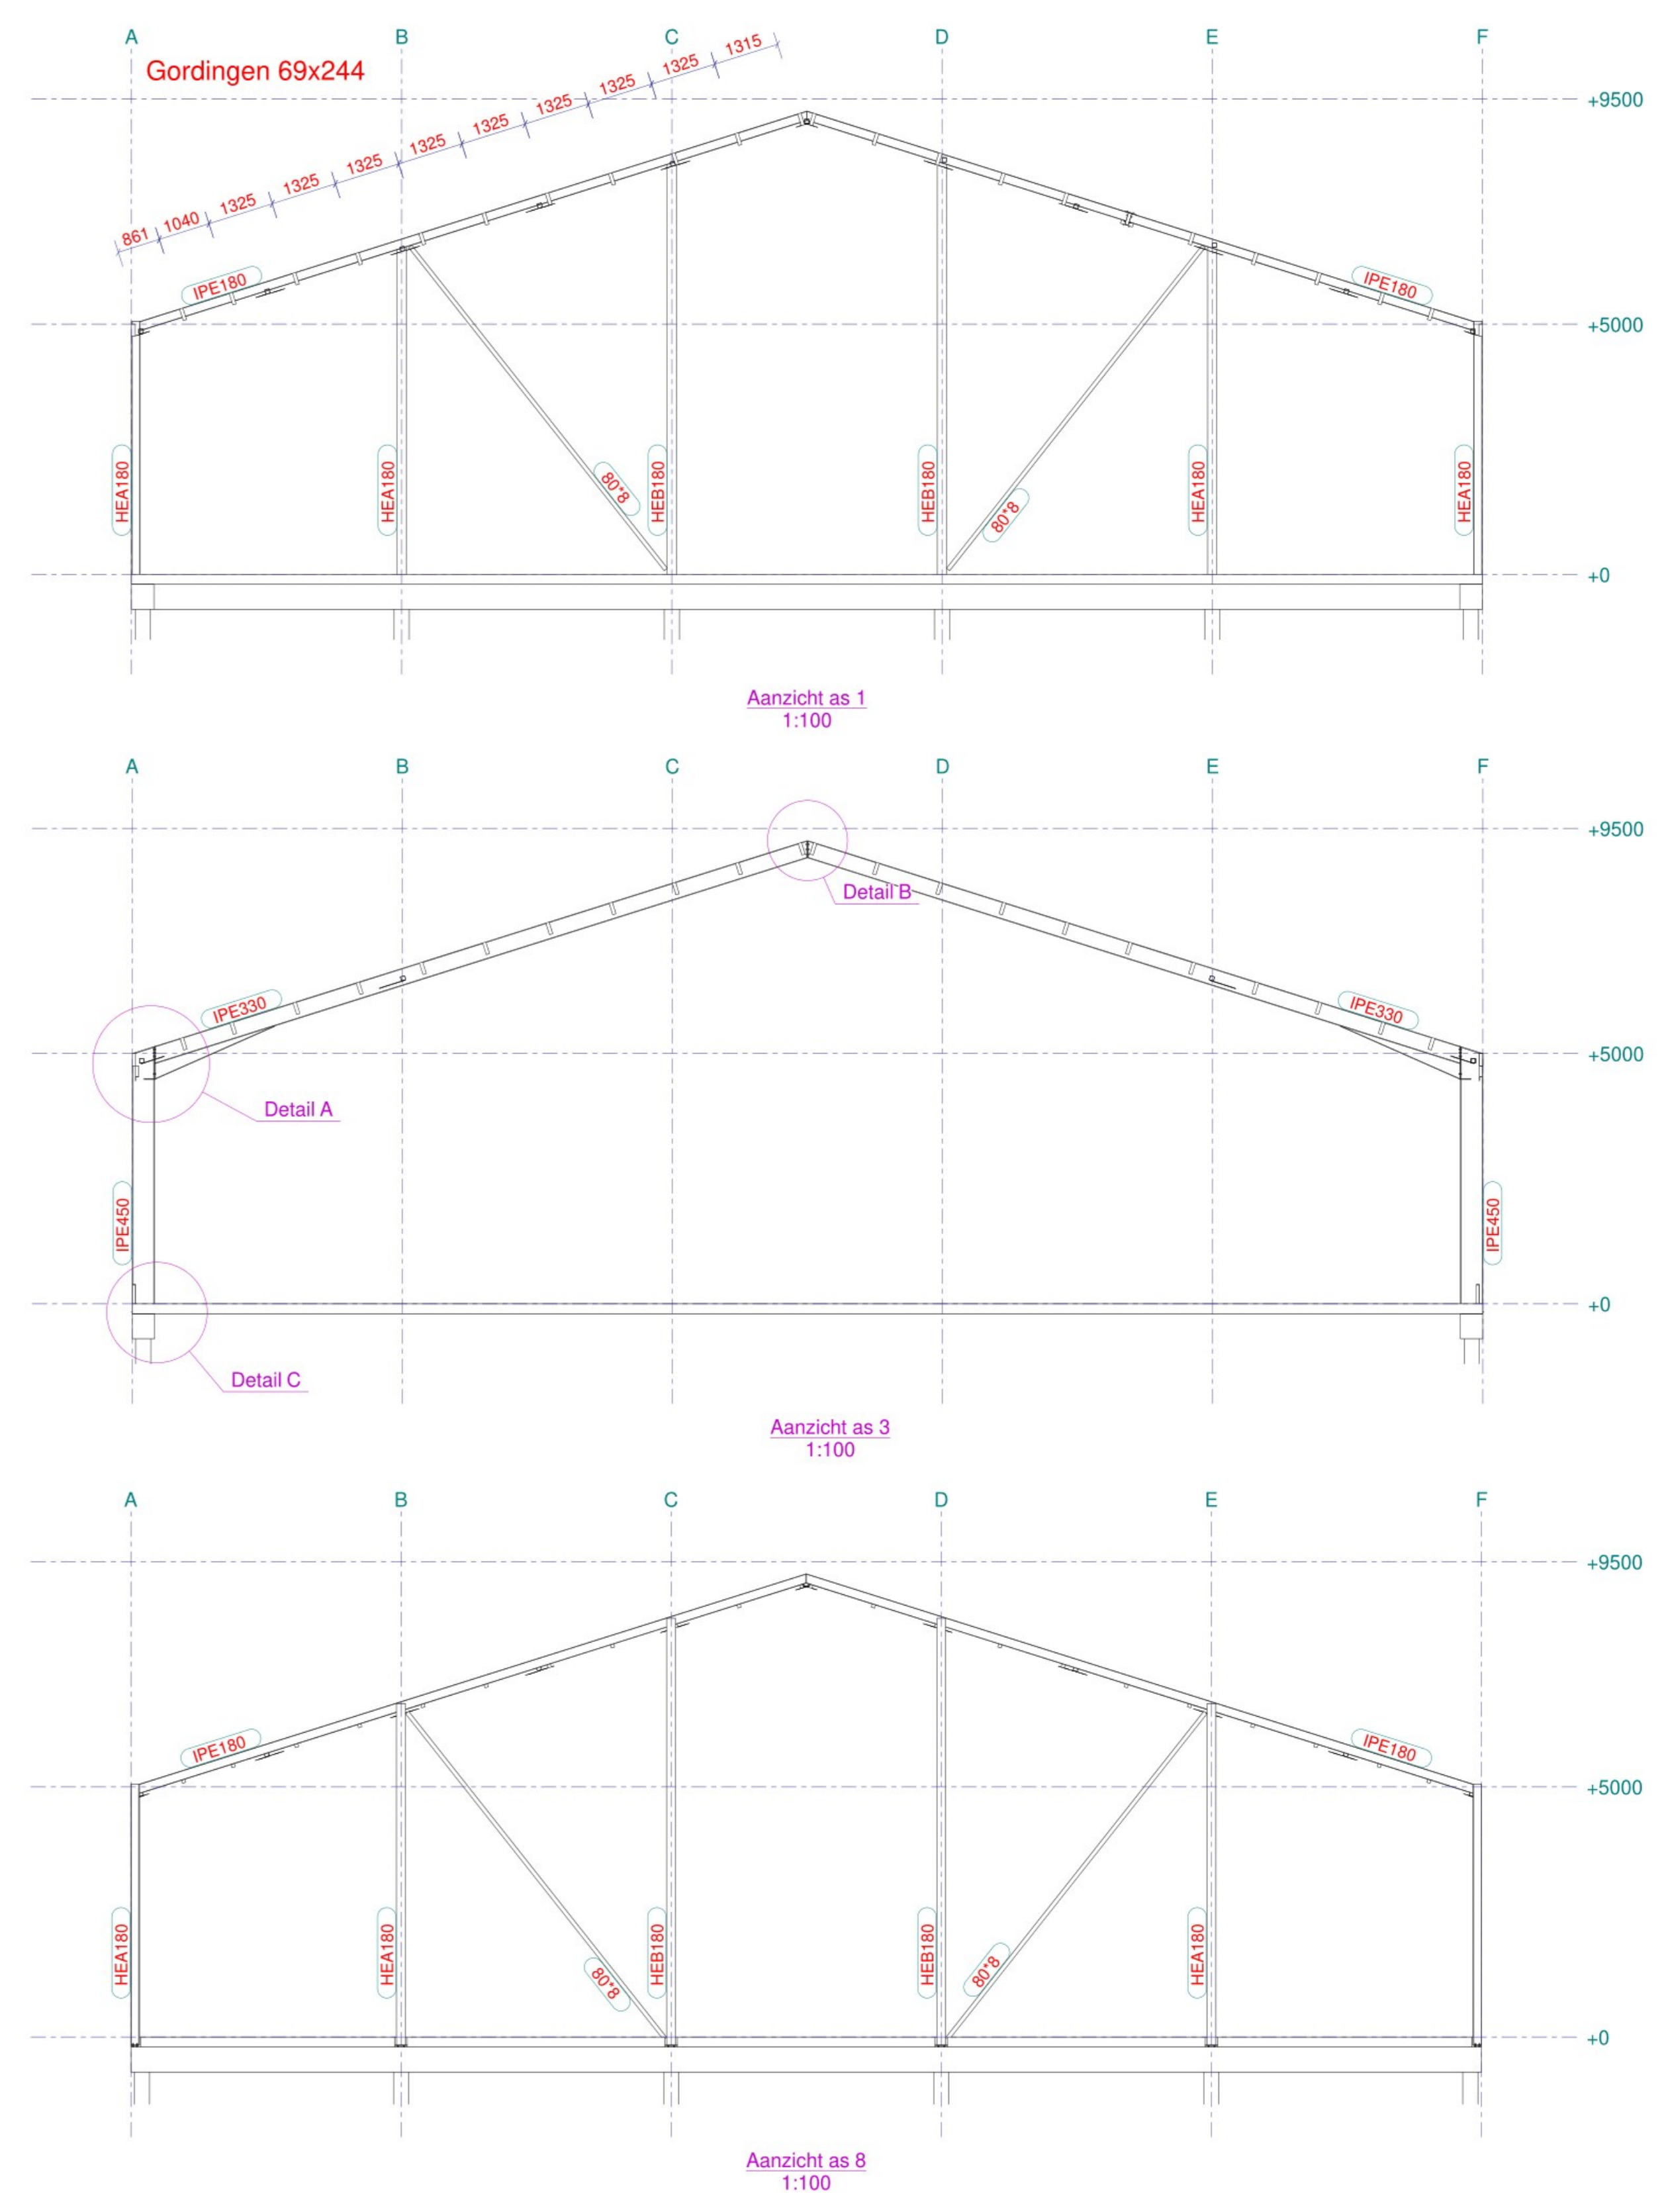 A B C D E F
Gordingen 69x244
861 1040 1325 1325 1325 1325 1325 1325 1325 1325 1315
+9500
IPE180 IPE180
+5000
HEA180 HEA180 80*8 HEB180 HEB180 80*8 HEA180 HEA180
+0
Aanzicht as 1
1:100
A B C D E F
+9500
Detail B
IPE330 IPE330
+5000
Detail A
IPE450 IPE450
+0
Detail C
Aanzicht as 3
1:100
A B C D E F
+9500
IPE180 IPE180
+5000
HEA180 HEA180 80*8 HEB180 HEB180 80*8 HEA180
+0
Aanzicht as 8
1:100